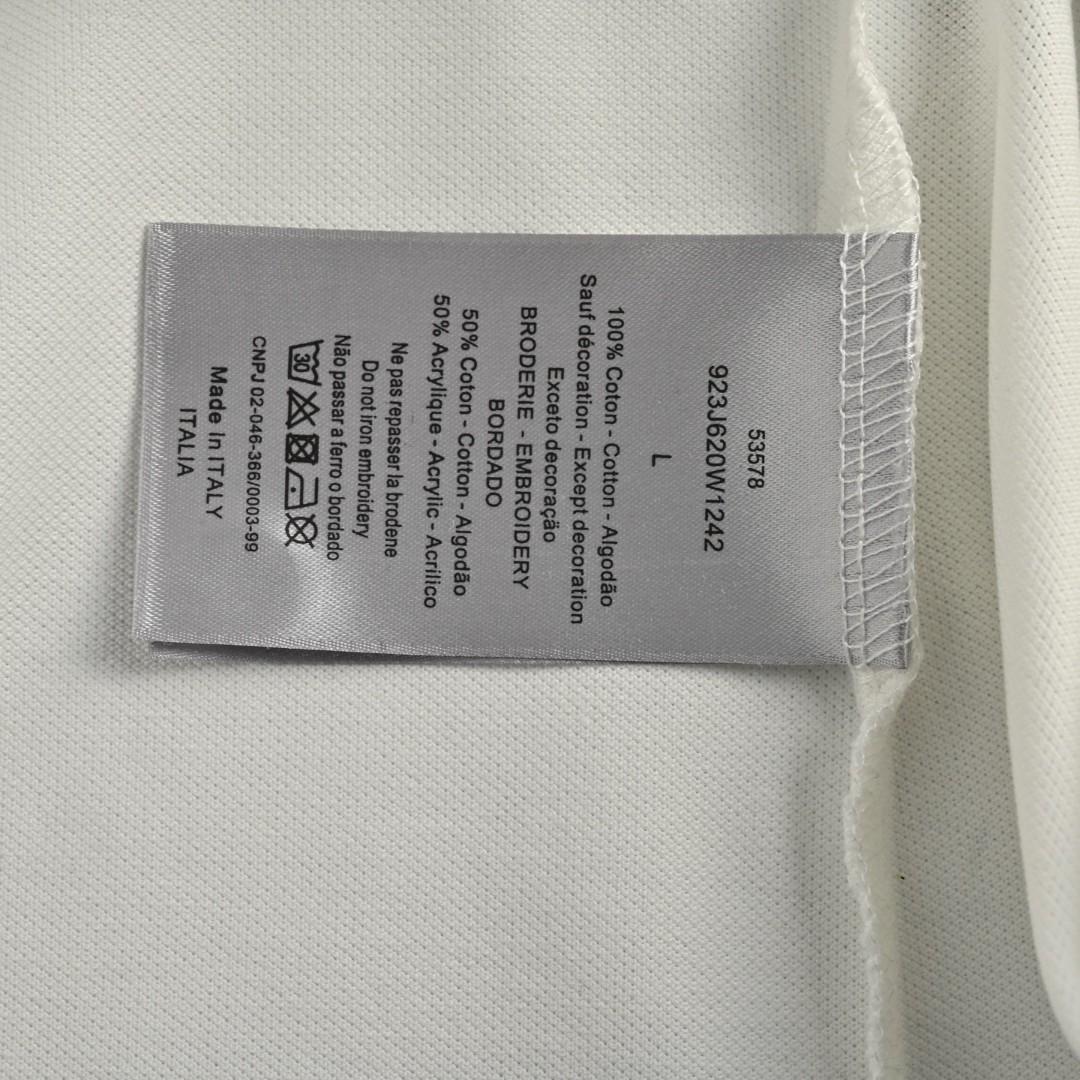 53578
923J620W1242
L
100% Coton - Cotton - Algodão
Sauf décoration - Except decoration
Exceto decoração
BRODERIE - EMBROIDERY
BORDADO
50% Coton - Cotton - Algodão
50% Acrylique - Acrylic - Acrilico
Ne pas repasser la brodene
Do not iron embroidery
Não passar a ferro o bordado
30
CNPJ 02-046-366/0003-99
Made in ITALY
ITALIA